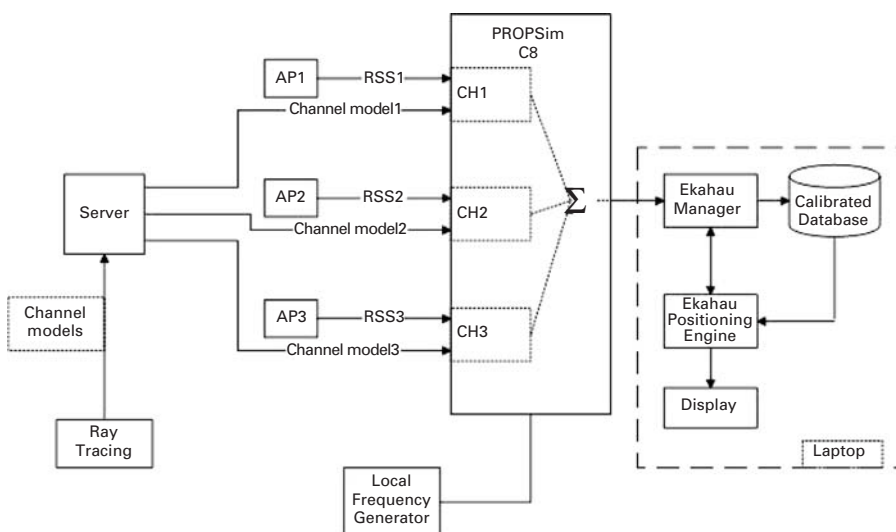 PROPSim
C8
AP1
RSS1
CH1
Channel model1
Server
AP2
RSS2
CH2
Channel model2
Σ
Ekahau
Manager
Calibrated
Database
Channel
models
AP3
RSS3
CH3
Channel model3
Ekahau
Positioning
Engine
Display
Ray
Tracing
Laptop
Local
Frequency
Generator